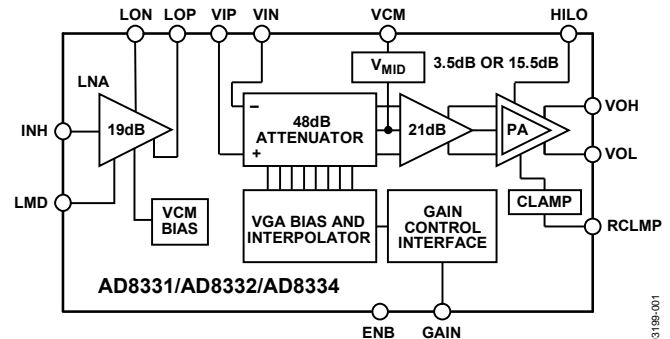 LON LOP VIP VIN VCM HILO
LNA
VMID
3.5dB OR 15.5dB
INH
19dB
–
+
48dB
ATTENUATOR
21dB
PA
VOH
VOL
LMD
VCM
BIAS
VGA BIAS AND
INTERPOLATOR
GAIN
CONTROL
INTERFACE
CLAMP
RCLMP
AD8331/AD8332/AD8334
ENB GAIN
03199-001